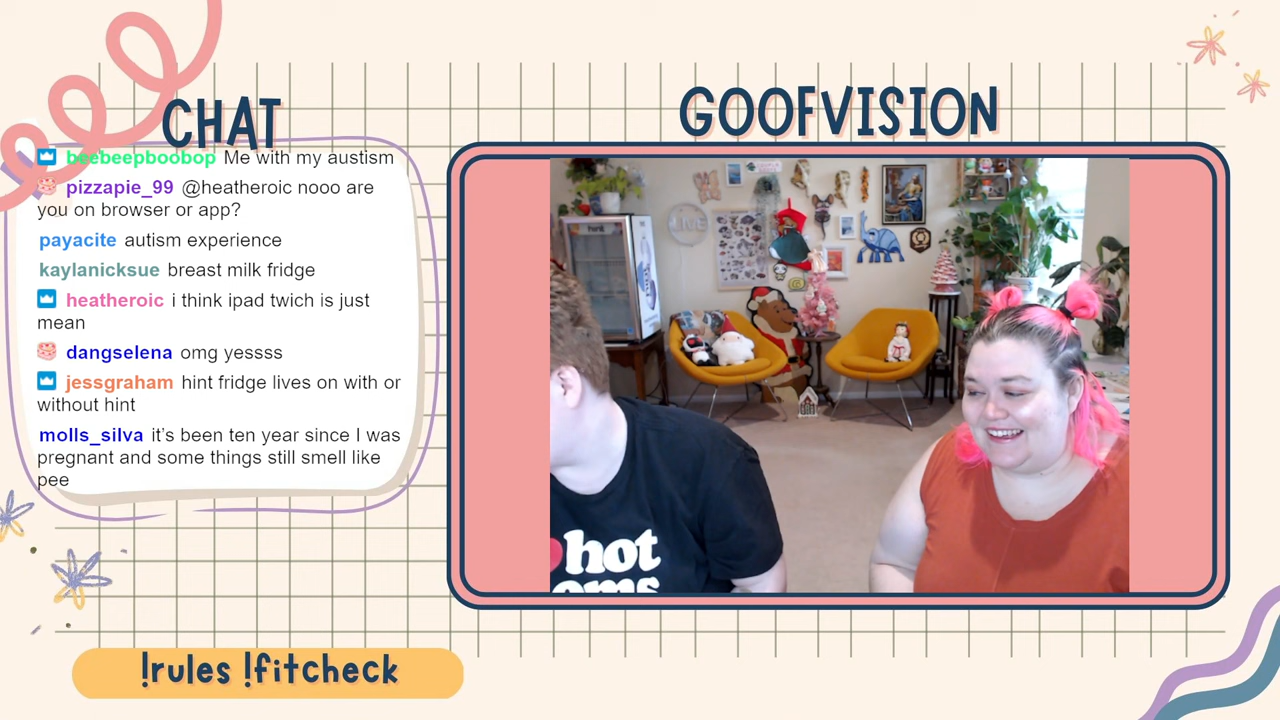 CHAT
GOOFVISION
beebeepboobop Me with my austism
pizzapie_99 @heatheroic nooo are
you on browser or app?
payacite autism experience
kaylanicksue breast milk fridge
heatheroic i think ipad twich is just
mean
dangselena omg yessss
jessgraham hint fridge lives on with or
without hint
molls_silva it's been ten year since I was
pregnant and some things still smell like
pee
LIVE
hint
hot
oms
!rules !fitcheck